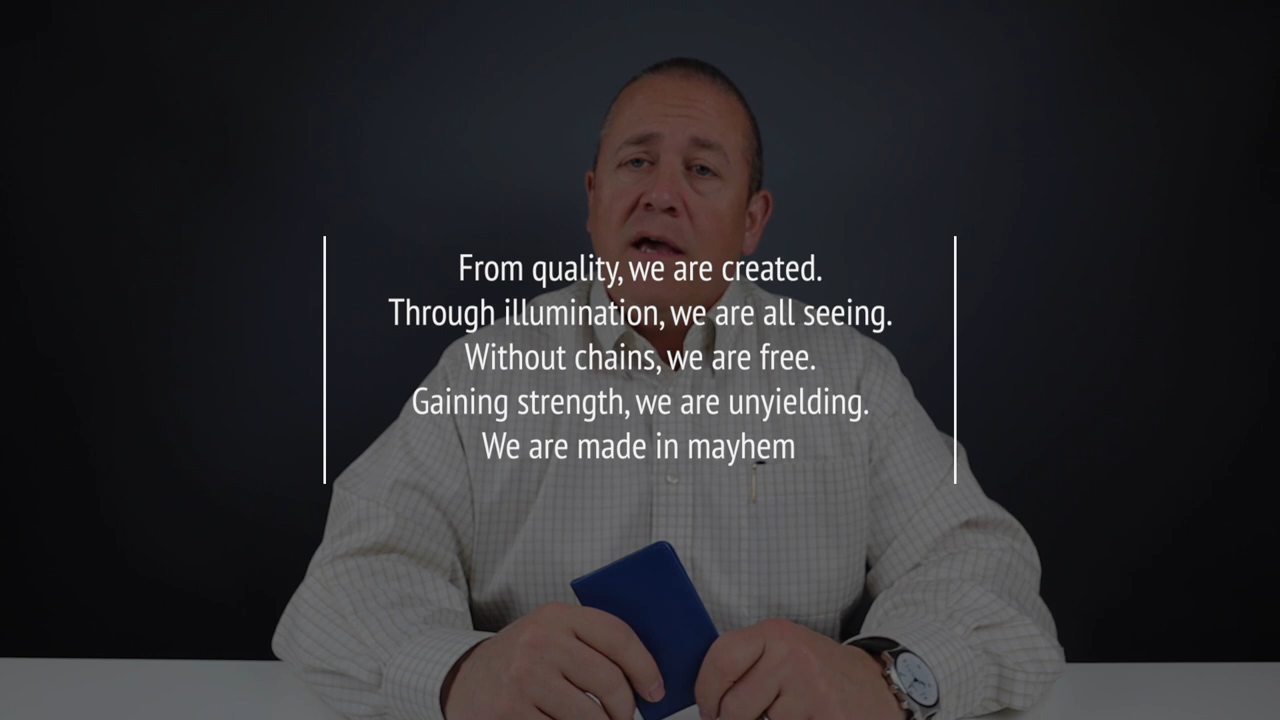 From quality, we are created.
Through illumination, we are all seeing.
Without chains, we are free.
Gaining strength, we are unyielding.
We are made in mayhem